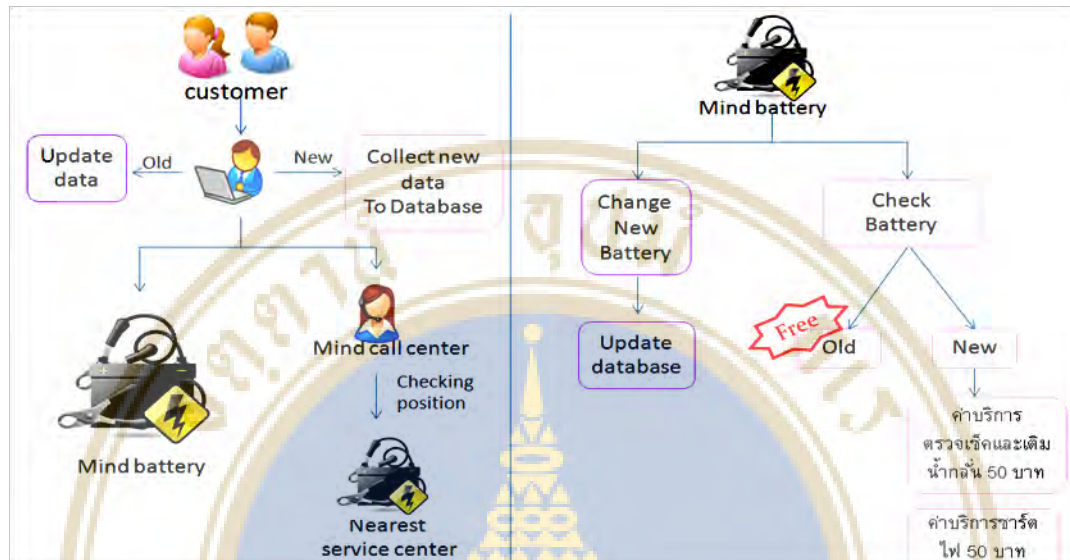 customer
Update
data
Old
New
Collect new
data
To Database
Mind battery
Mind call center
Checking
position
Nearest
service center
Mind battery
Change
New
Battery
Update
database
Check
Battery
Free
Old
New
ค่าบริการ
ตรวจเช็คและเติม
น้ำกลั่น 50 บาท
ค่าบริการชาร์ต
ไฟ 50 บาท